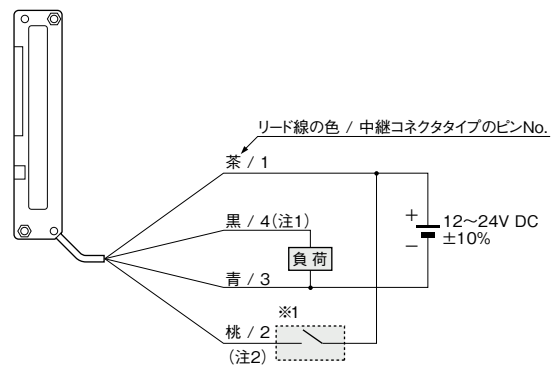 リード線の色 / 中継コネクタタイプのピンNo.
茶 / 1
黒 / 4(注1)
負荷
青 / 3
+
−
12〜24V DC
±10%
※1
桃 / 2
(注2)